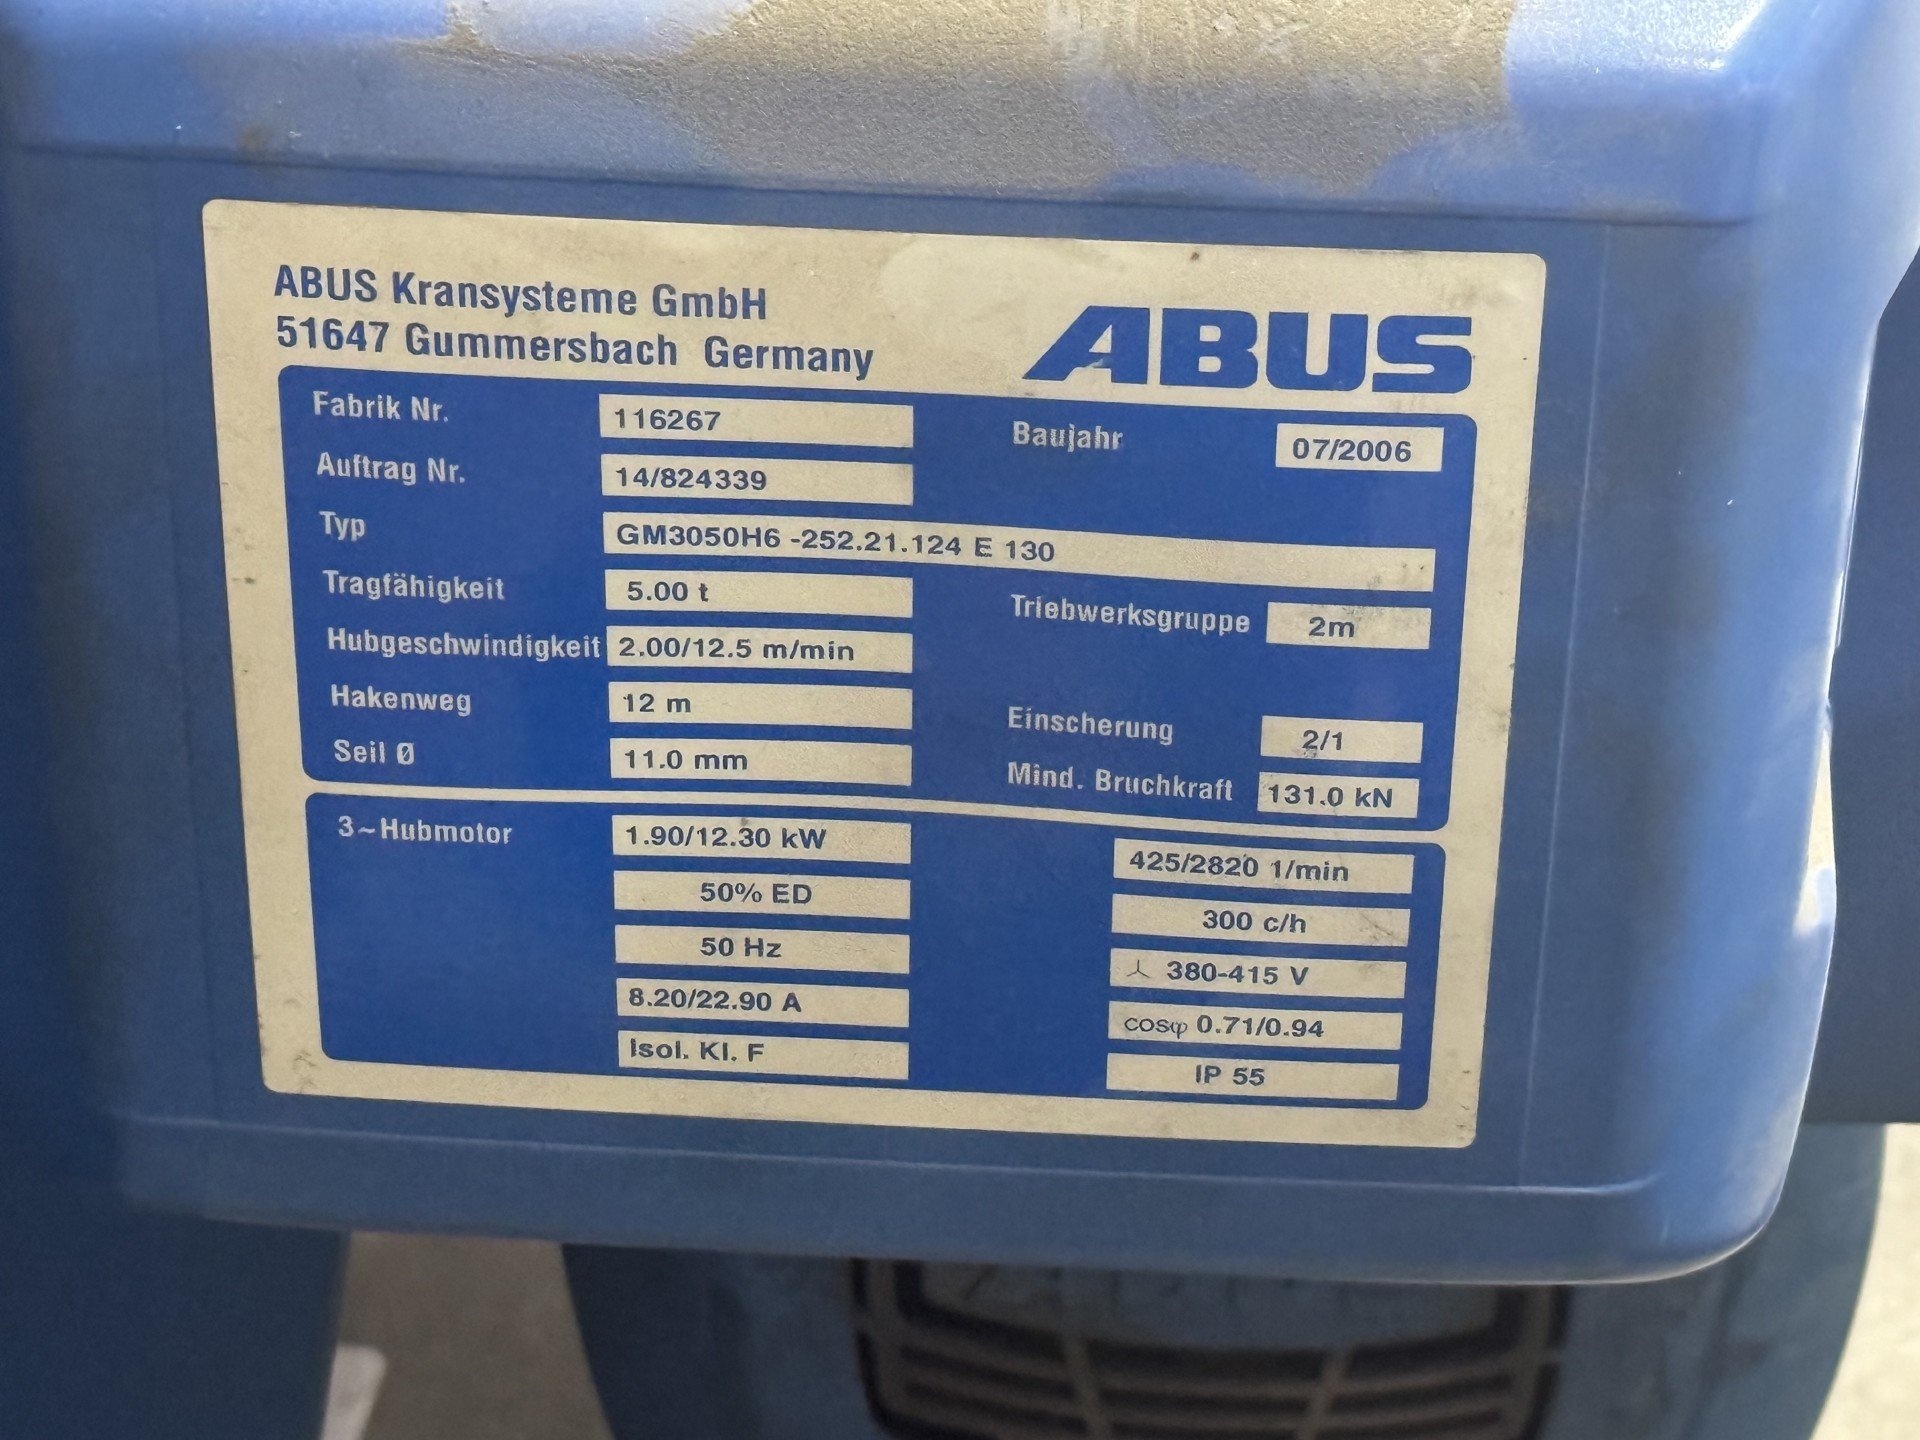 ABUS Kransysteme GmbH
51647 Gummersbach Germany
ABUS
Fabrik Nr. 116267 Baujahr 07/2006
Auftrag Nr. 14/824339
Typ GM3050H6 -252.21.124 E 130
Tragfähigkeit 5.00 t Triebwerksgruppe 2m
Hubgeschwindigkeit 2.00/12.5 m/min
Hakenweg 12 m Einscherung 2/1
Seil Ø 11.0 mm Mind. Bruchkraft 131.0 kN
3~Hubmotor 1.90/12.30 kW 425/2820 1/min
50% ED 300 c/h
50 Hz 380-415 V
8.20/22.90 A cosφ 0.71/0.94
Isol. Kl. F IP 55